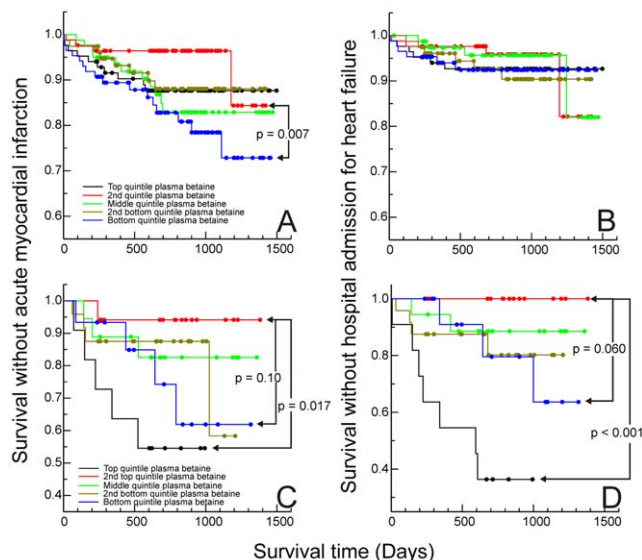 Survival without acute myocardial infarction
1.0
0.9
0.8
0.7
0.6
0 500 1000 1500
p = 0.007
Top quintile plasma betaine
2nd quintile plasma betaine
Middle quintile plasma betaine
2nd bottom quintile plasma betaine
Bottom quintile plasma betaine
A
Survival without hospital admission for heart failure
1.0
0.9
0.8
0.7
0.6
0 500 1000 1500
B
1.0
0.9
0.8
0.7
0.6
0.5
0.4
0 500 1000 1500
p = 0.10
p = 0.017
Top quintile plasma betaine
2nd top quintile plasma betaine
Middle quintile plasma betaine
2nd bottom quintile plasma betaine
Bottom quintile plasma betaine
C
1.0
0.8
0.6
0.4
0 500 1000 1500
p = 0.060
p < 0.001
D
Survival time (Days)